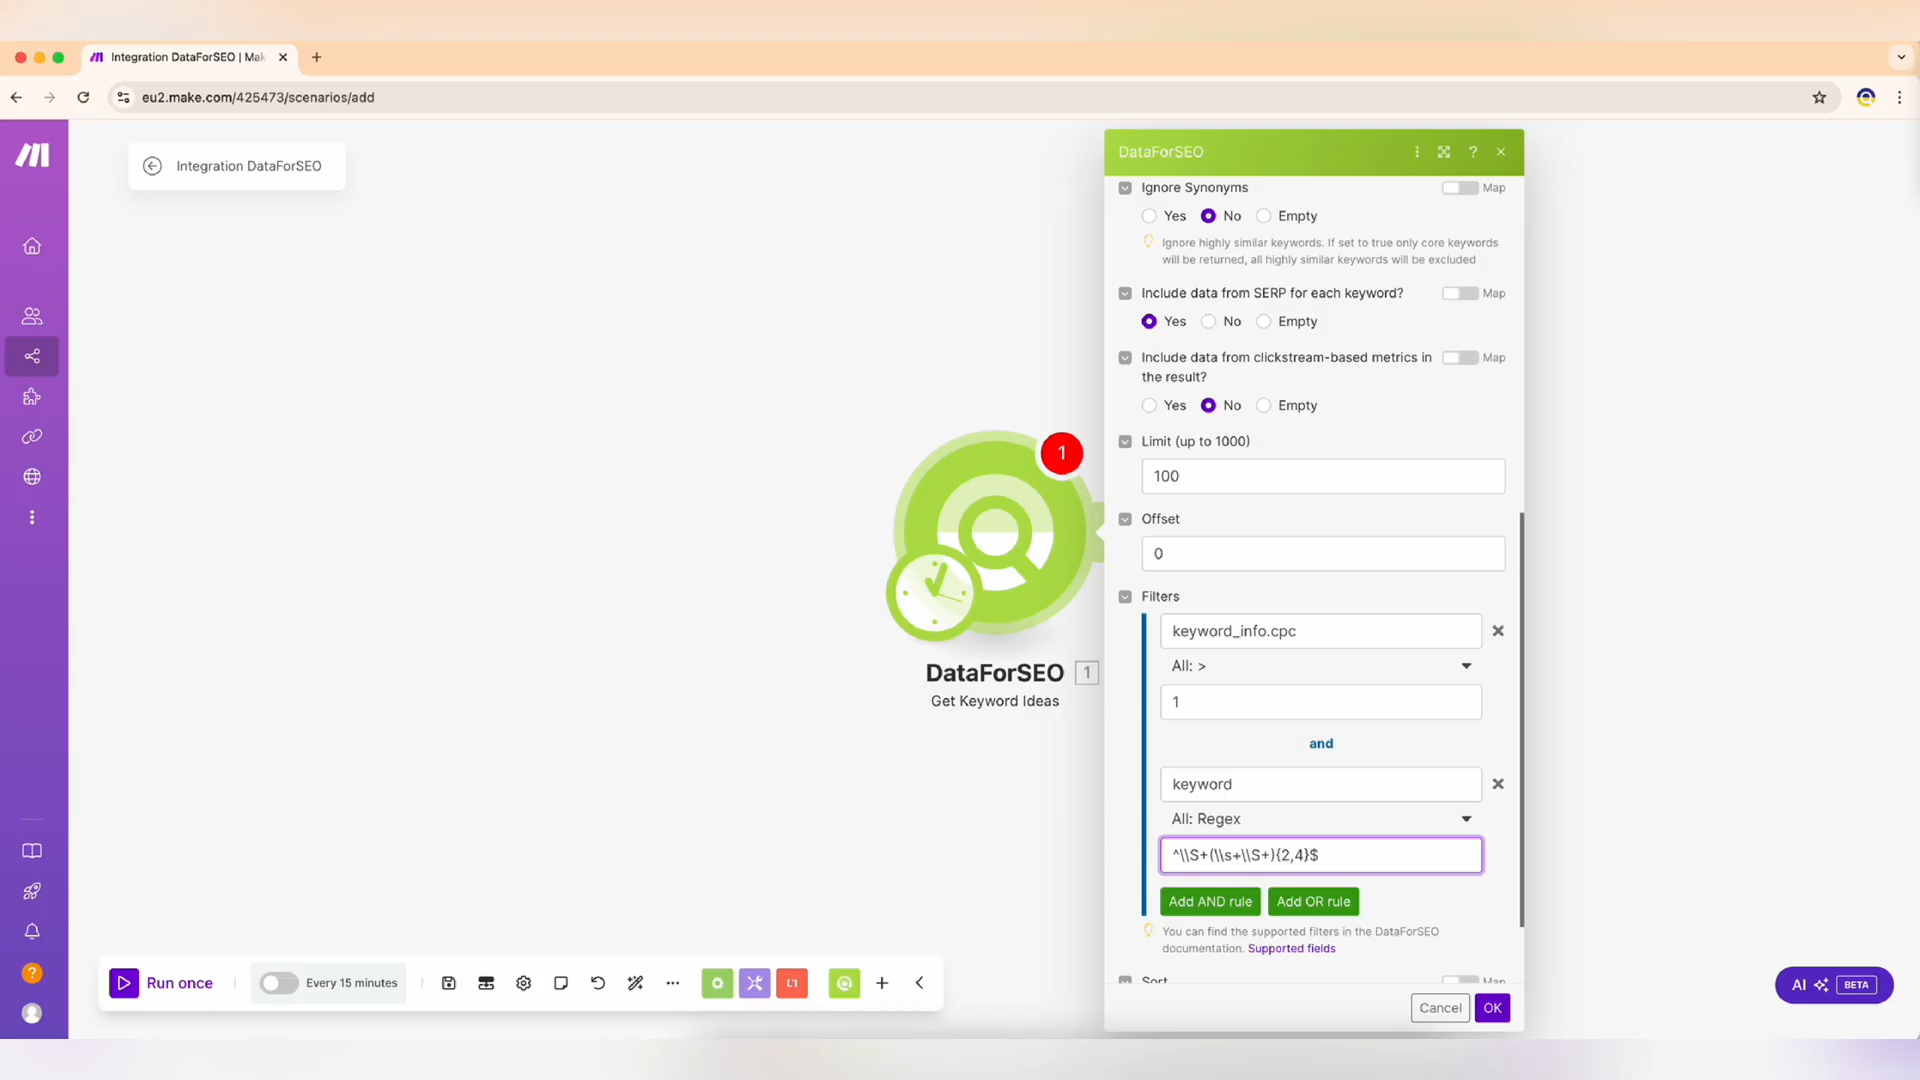 Integration DataForSEO | Mak
eu2.make.com/425473/scenarios/add
Integration DataForSEO
DataForSEO
Ignore Synonyms
Map
Yes
No
Empty
Ignore highly similar keywords. If set to true only core keywords
will be returned, all highly similar keywords will be excluded
Include data from SERP for each keyword?
Map
Yes
No
Empty
Include data from clickstream-based metrics in
the result?
Map
Yes
No
Empty
Limit (up to 1000)
100
Offset
0
Filters
keyword_info.cpc
All: >
1
and
keyword
All: Regex
^\\S+(\\s+\\S+){2,4}$
Add AND rule
Add OR rule
You can find the supported filters in the DataForSEO
documentation. Supported fields
Sort
Map
Cancel
OK
1
DataForSEO
1
Get Keyword Ideas
Run once
Every 15 minutes
AI
BETA